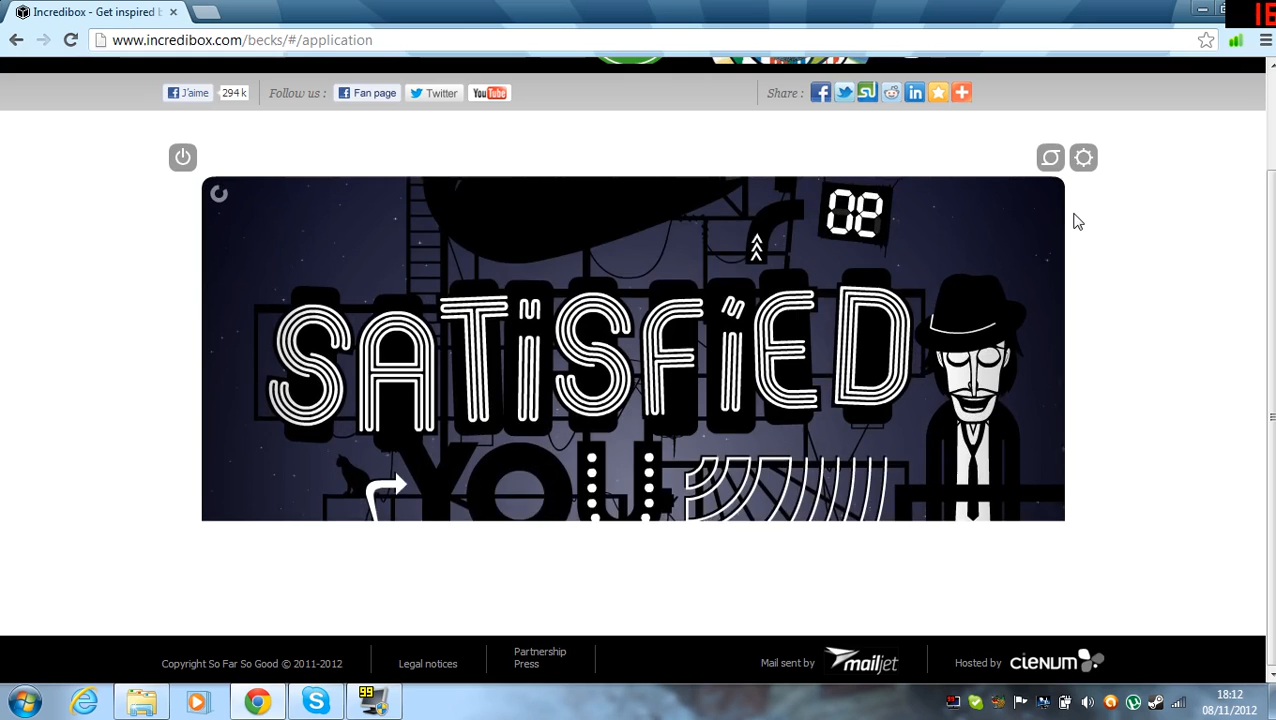 Incredibox - Get inspired b
www.incredibox.com/becks/#/application
J'aime 294 k Follow us : Fan page Twitter YouTube Share :
SATiSFiED
YOU
99
Copyright So Far So Good © 2011-2012 Legal notices Partnership Press Mail sent by mailjet Hosted by clenum
18:12
08/11/2012